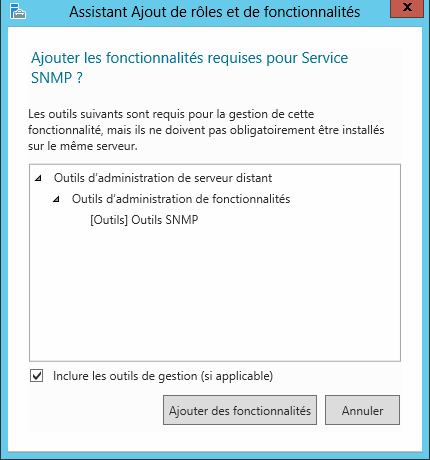 Assistant Ajout de rôles et de fonctionnalités
x
Ajouter les fonctionnalités requises pour Service
SNMP ?
Les outils suivants sont requis pour la gestion de cette
fonctionnalité, mais ils ne doivent pas obligatoirement être installés
sur le même serveur.
Outils d'administration de serveur distant
Outils d'administration de fonctionnalités
[Outils] Outils SNMP
Inclure les outils de gestion (si applicable)
Ajouter des fonctionnalités
Annuler